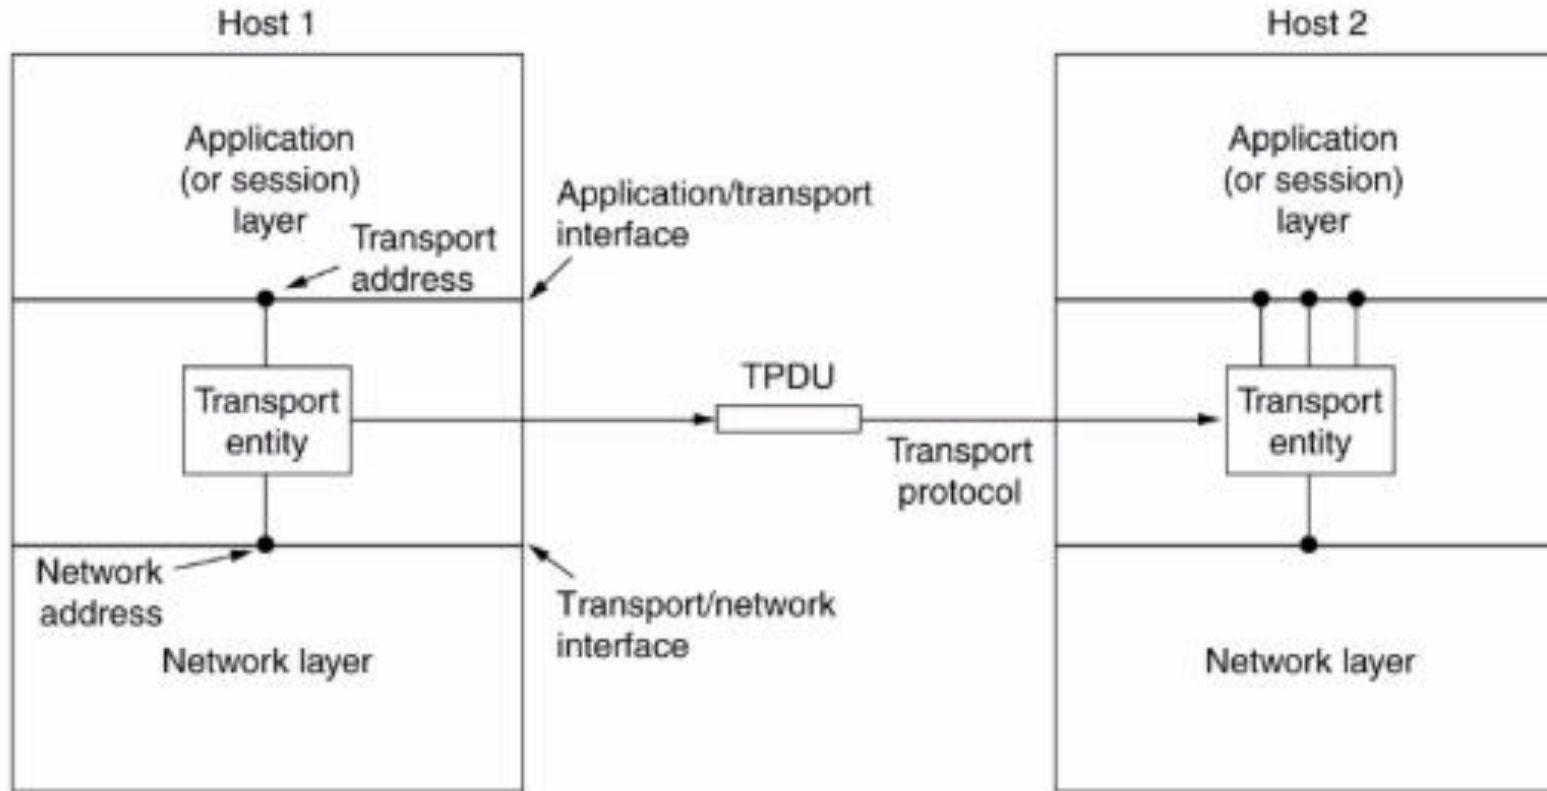 Host 1
Host 2
Application
(or session)
layer
Transport
address
Application/transport
interface
Application
(or session)
layer
Transport
entity
TPDU
Transport
protocol
Transport
entity
Network
address
Transport/network
interface
Network layer
Network layer